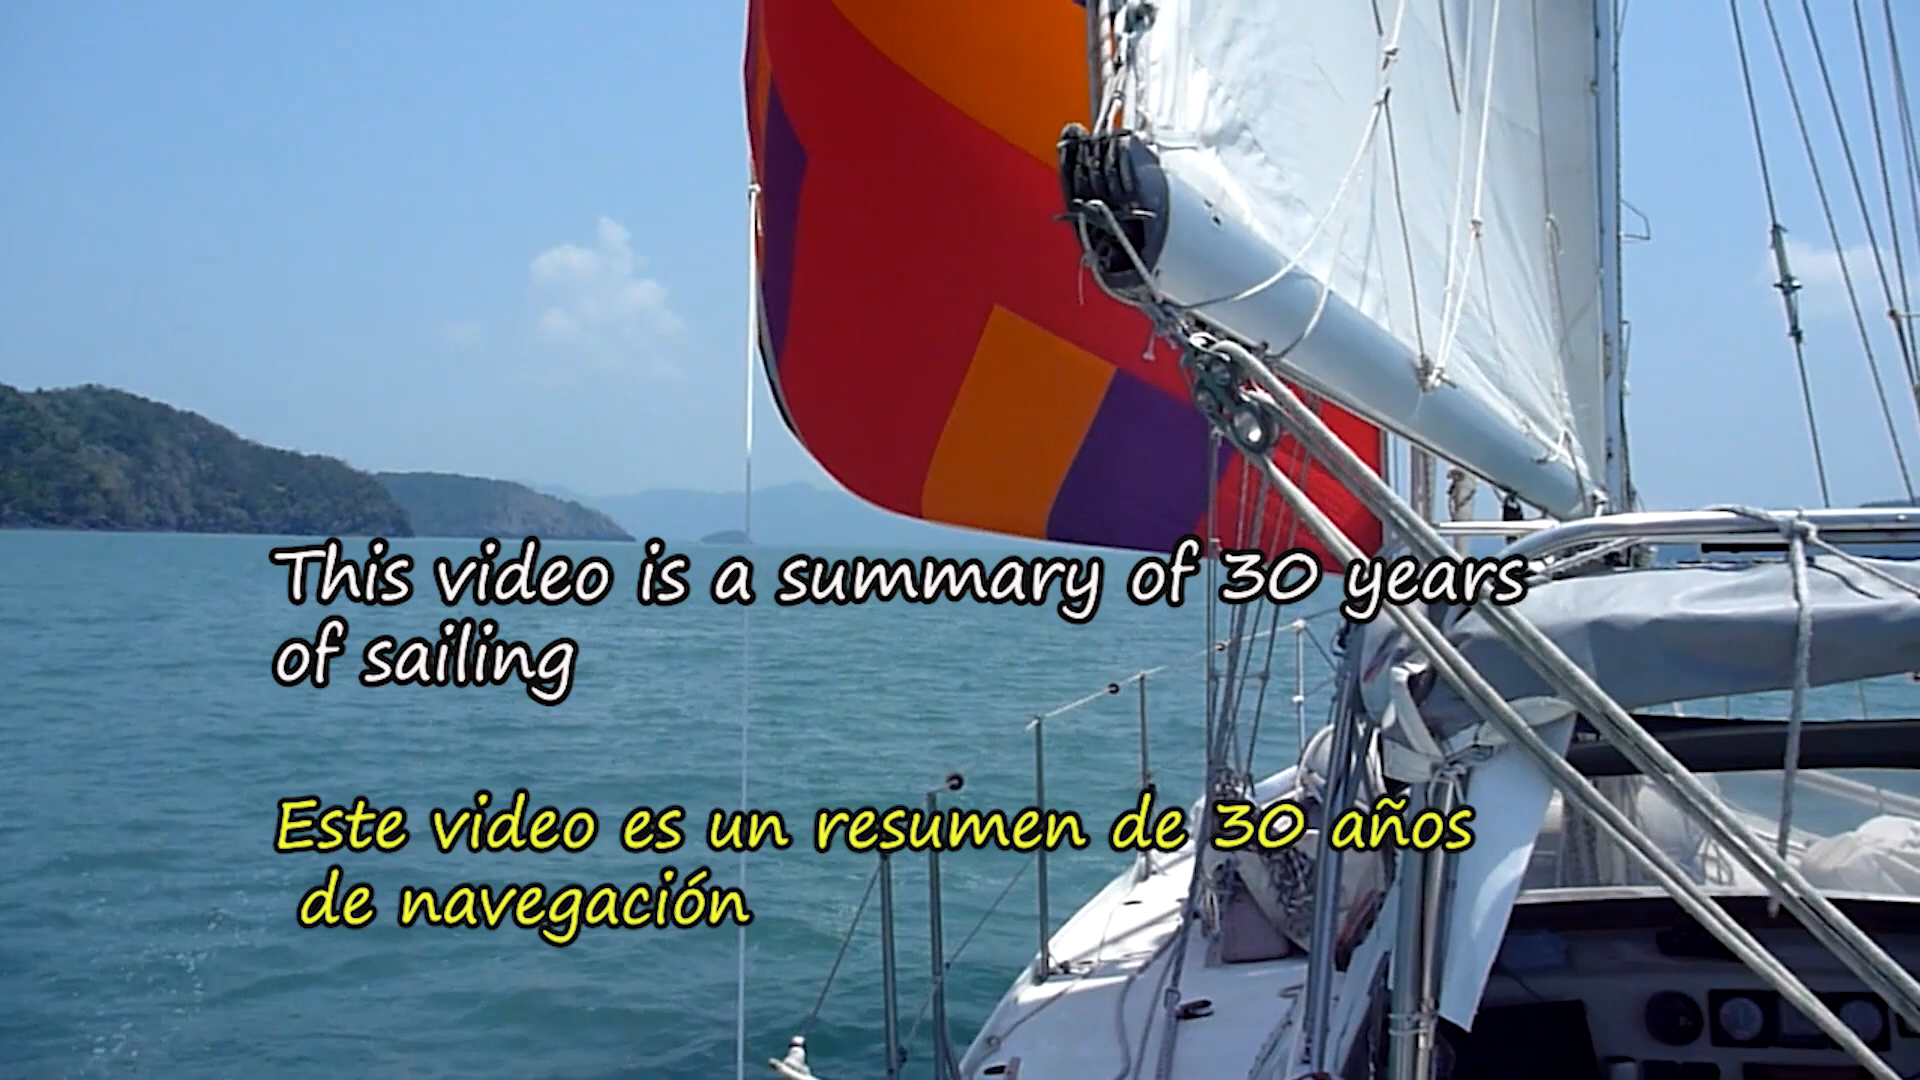 This video is a summary of 30 years
of sailing
Este video es un resumen de 30 años
de navegación